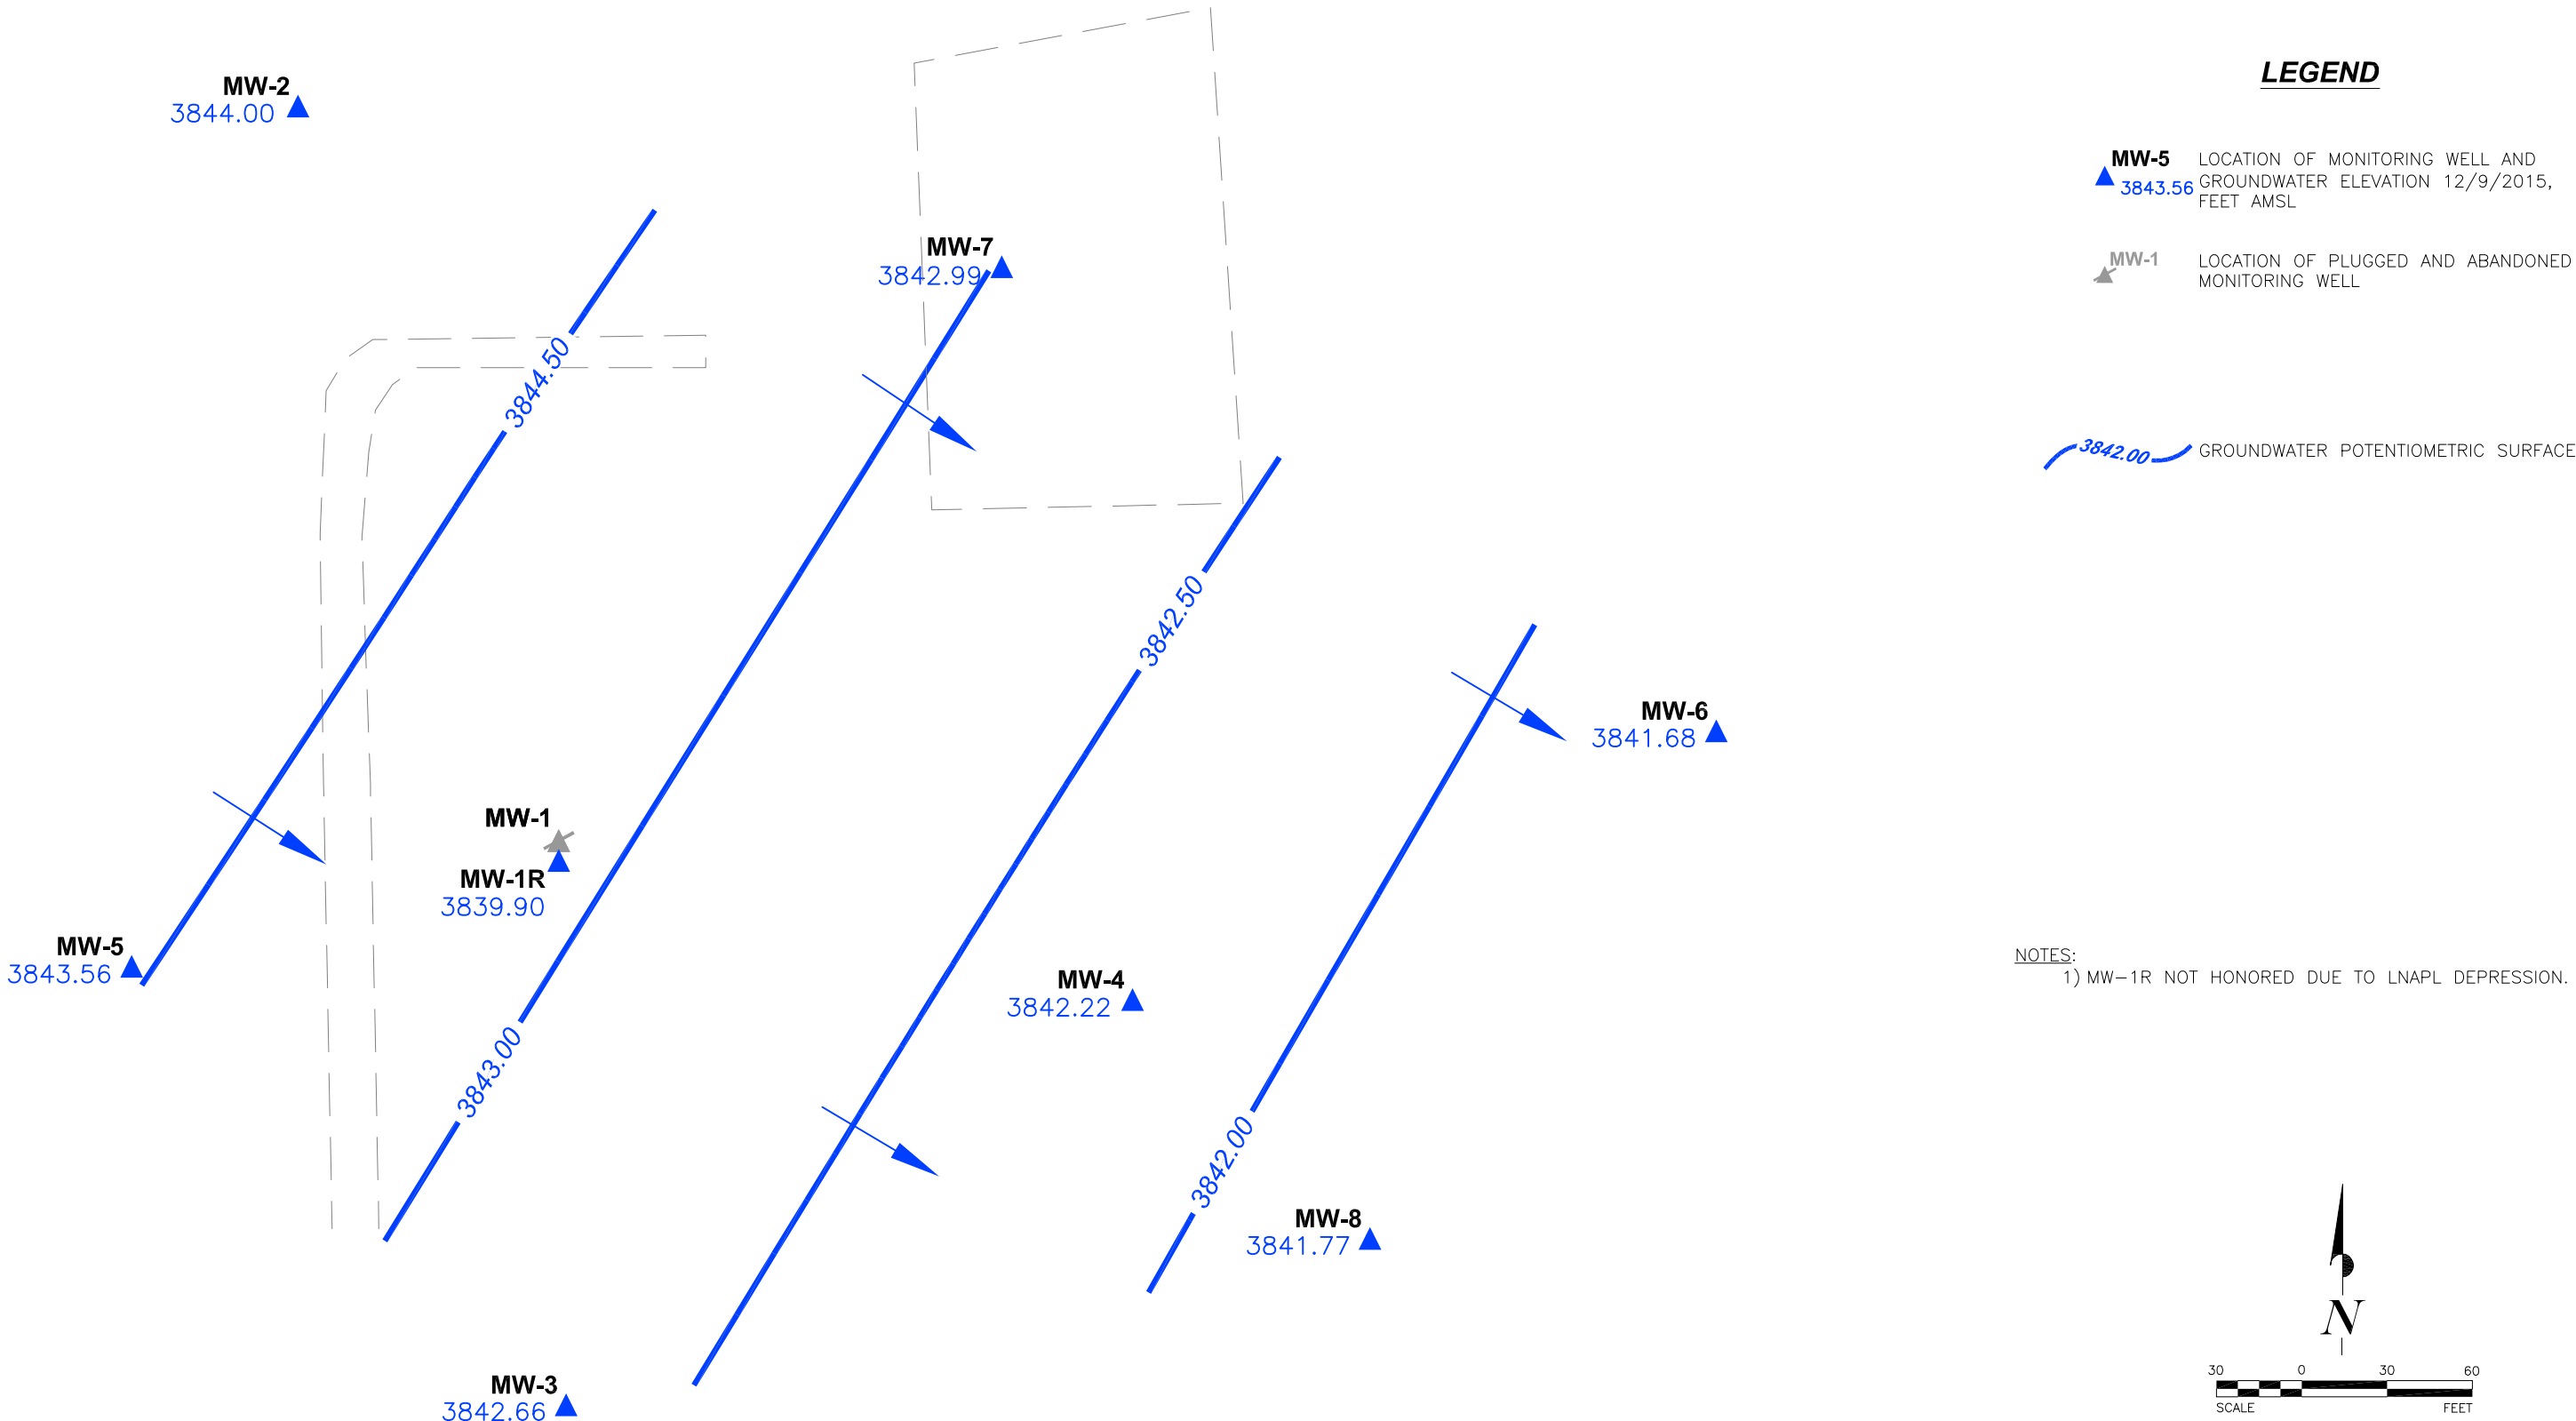 MW-2
3844.00
MW-7
3842.99
3844.50
3842.50
MW-6
3841.68
MW-1
MW-1R
3839.90
MW-5
3843.56
MW-4
3842.22
3843.00
3842.00
MW-8
3841.77
MW-3
3842.66
LEGEND
MW-5
3843.56
LOCATION OF MONITORING WELL AND
GROUNDWATER ELEVATION 12/9/2015,
FEET AMSL
MW-1
LOCATION OF PLUGGED AND ABANDONED
MONITORING WELL
3842.00
GROUNDWATER POTENTIOMETRIC SURFACE
NOTES:
1) MW-1R NOT HONORED DUE TO LNAPL DEPRESSION.
N
30 0 30 60
SCALE FEET